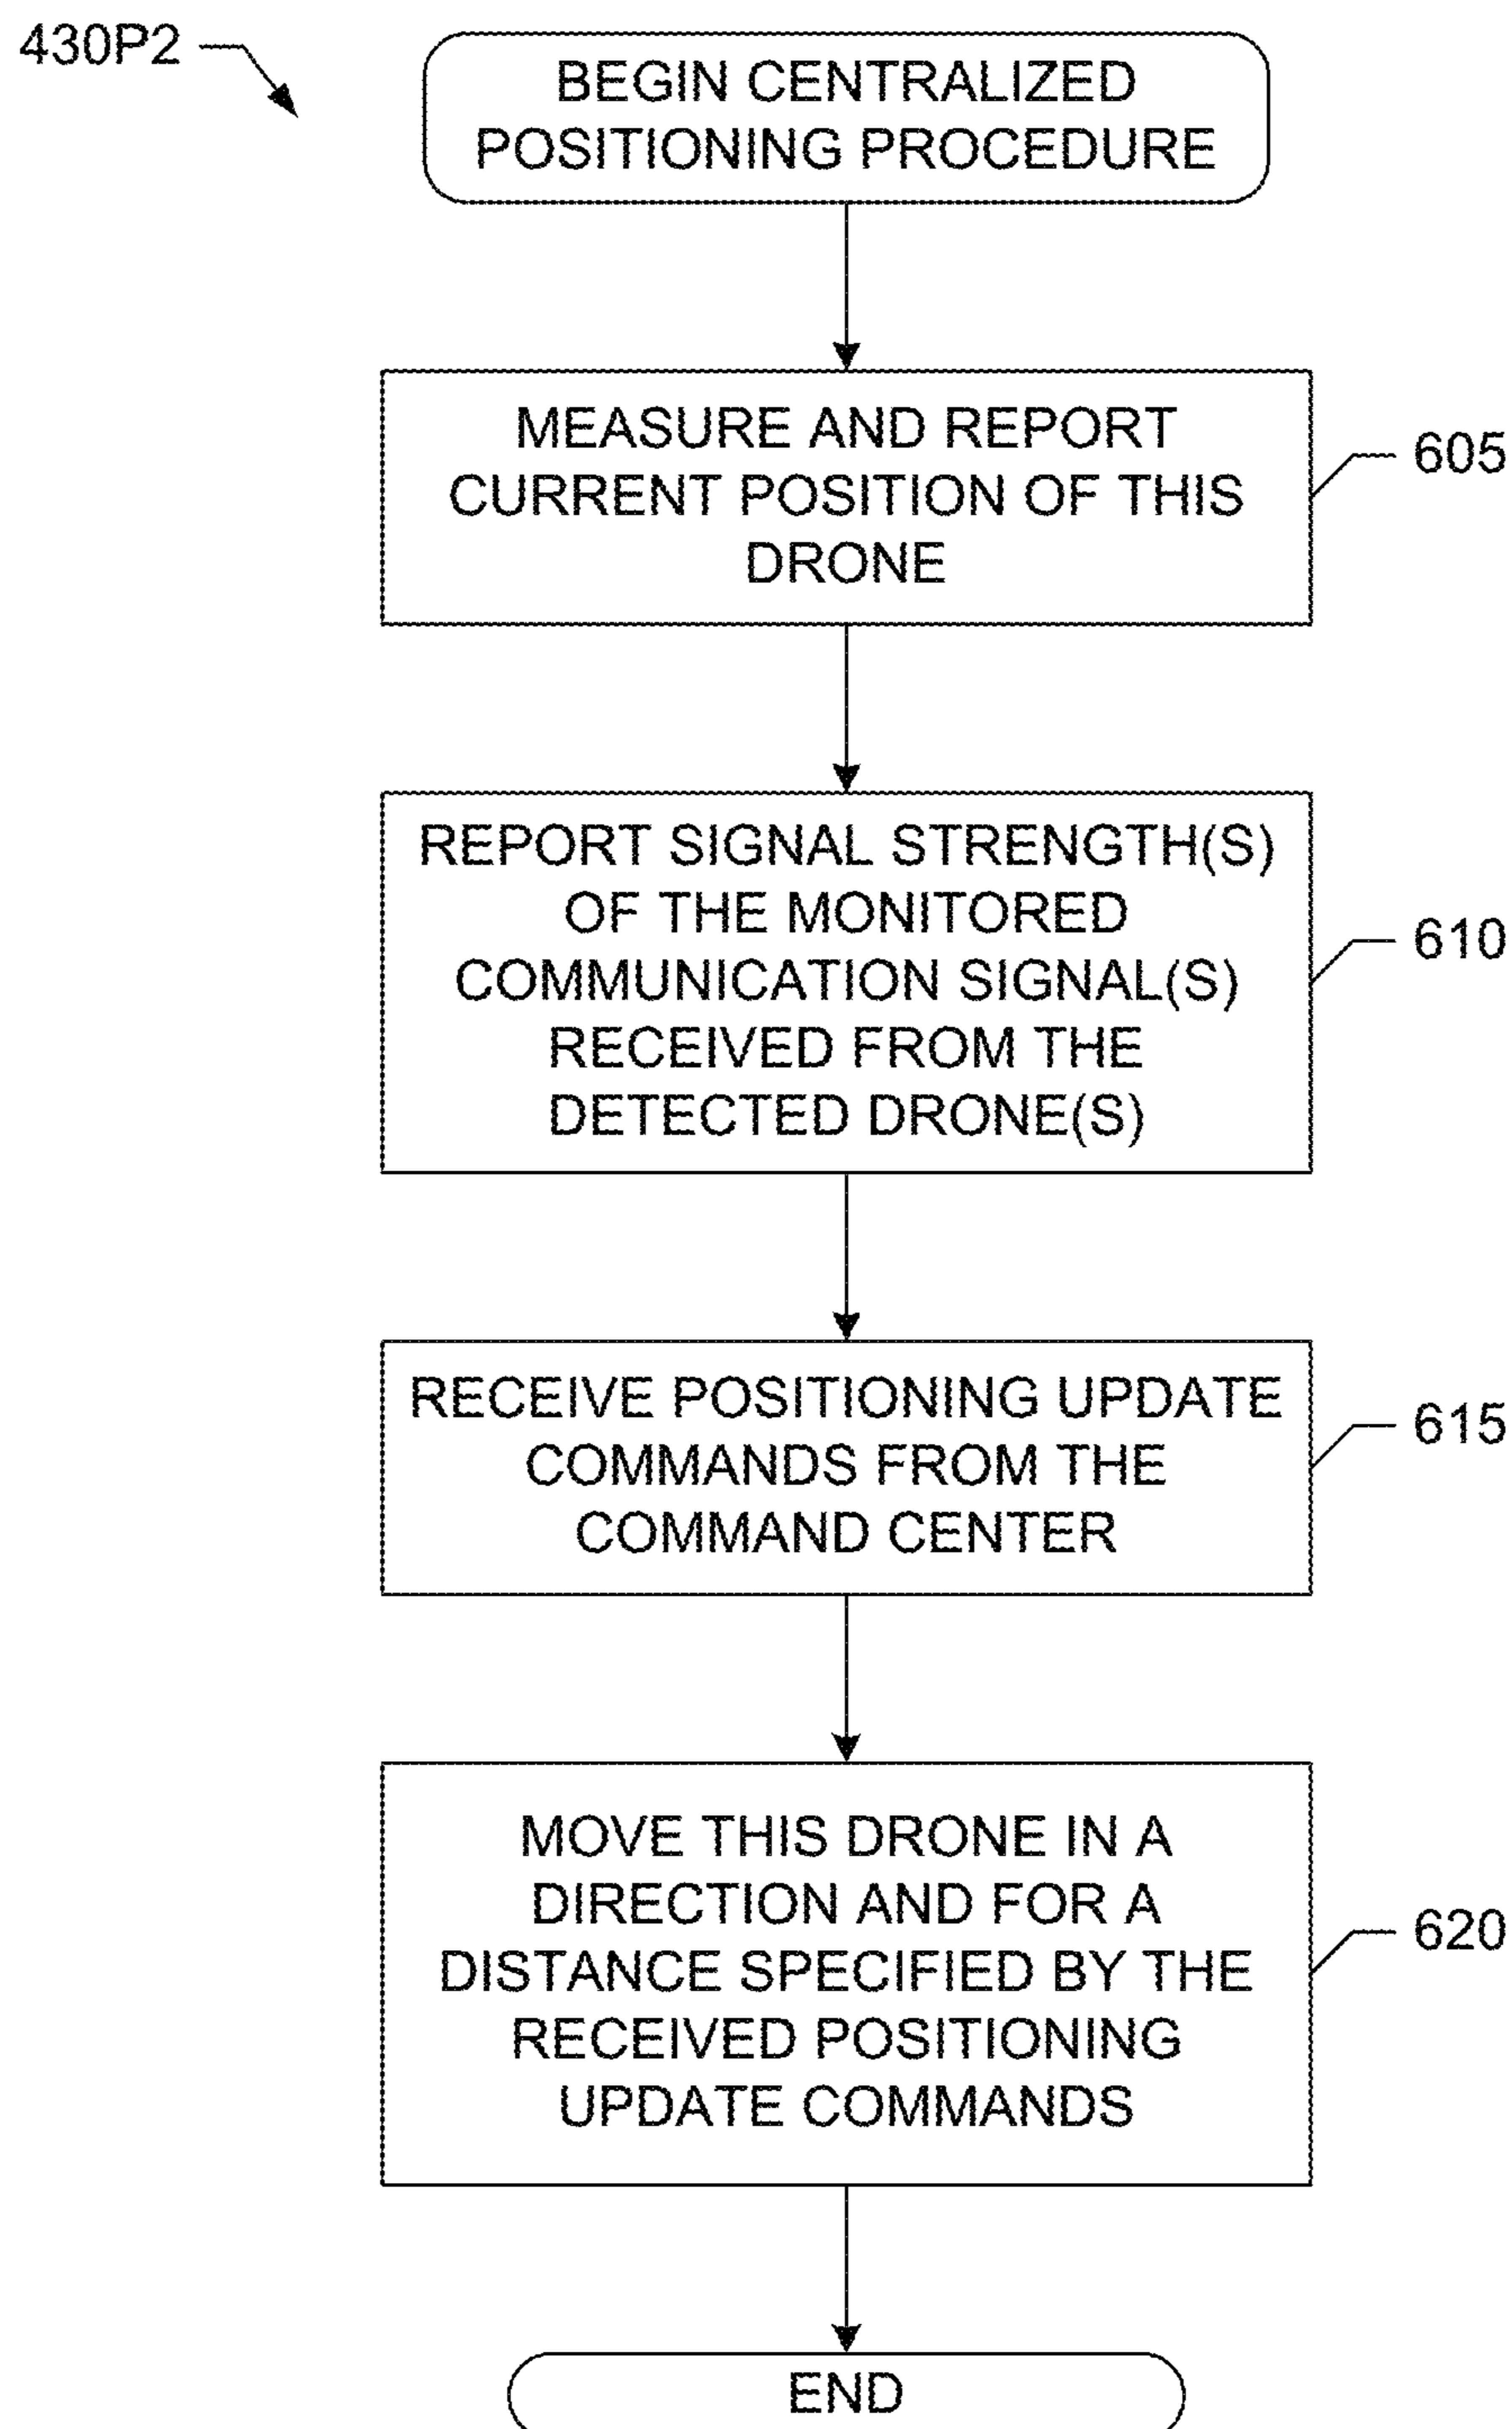 430P2
BEGIN CENTRALIZED
POSITIONING PROCEDURE
MEASURE AND REPORT
CURRENT POSITION OF THIS
DRONE
605
REPORT SIGNAL STRENGTH(S)
OF THE MONITORED
COMMUNICATION SIGNAL(S)
RECEIVED FROM THE
DETECTED DRONE(S)
610
RECEIVE POSITIONING UPDATE
COMMANDS FROM THE
COMMAND CENTER
615
MOVE THIS DRONE IN A
DIRECTION AND FOR A
DISTANCE SPECIFIED BY THE
RECEIVED POSITIONING
UPDATE COMMANDS
620
END